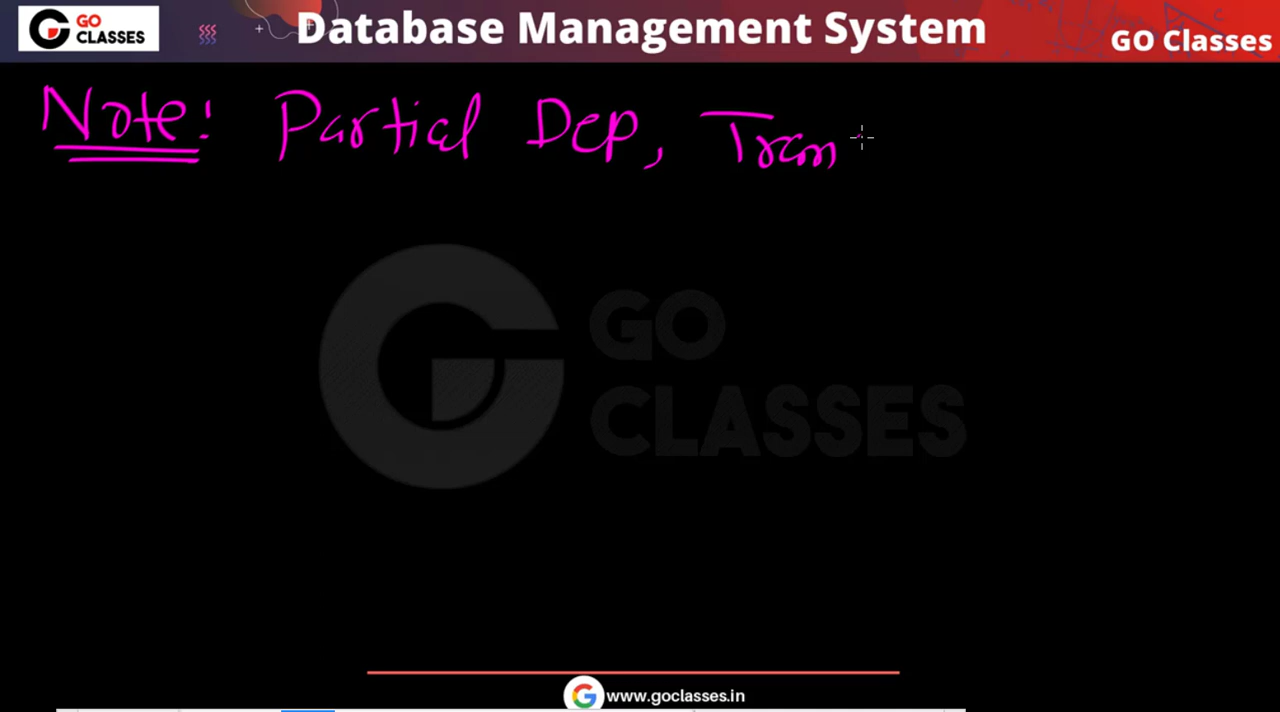 GO CLASSES
Database Management System
GO Classes
Note: Partial Dep, Tran
GO CLASSES
www.goclasses.in